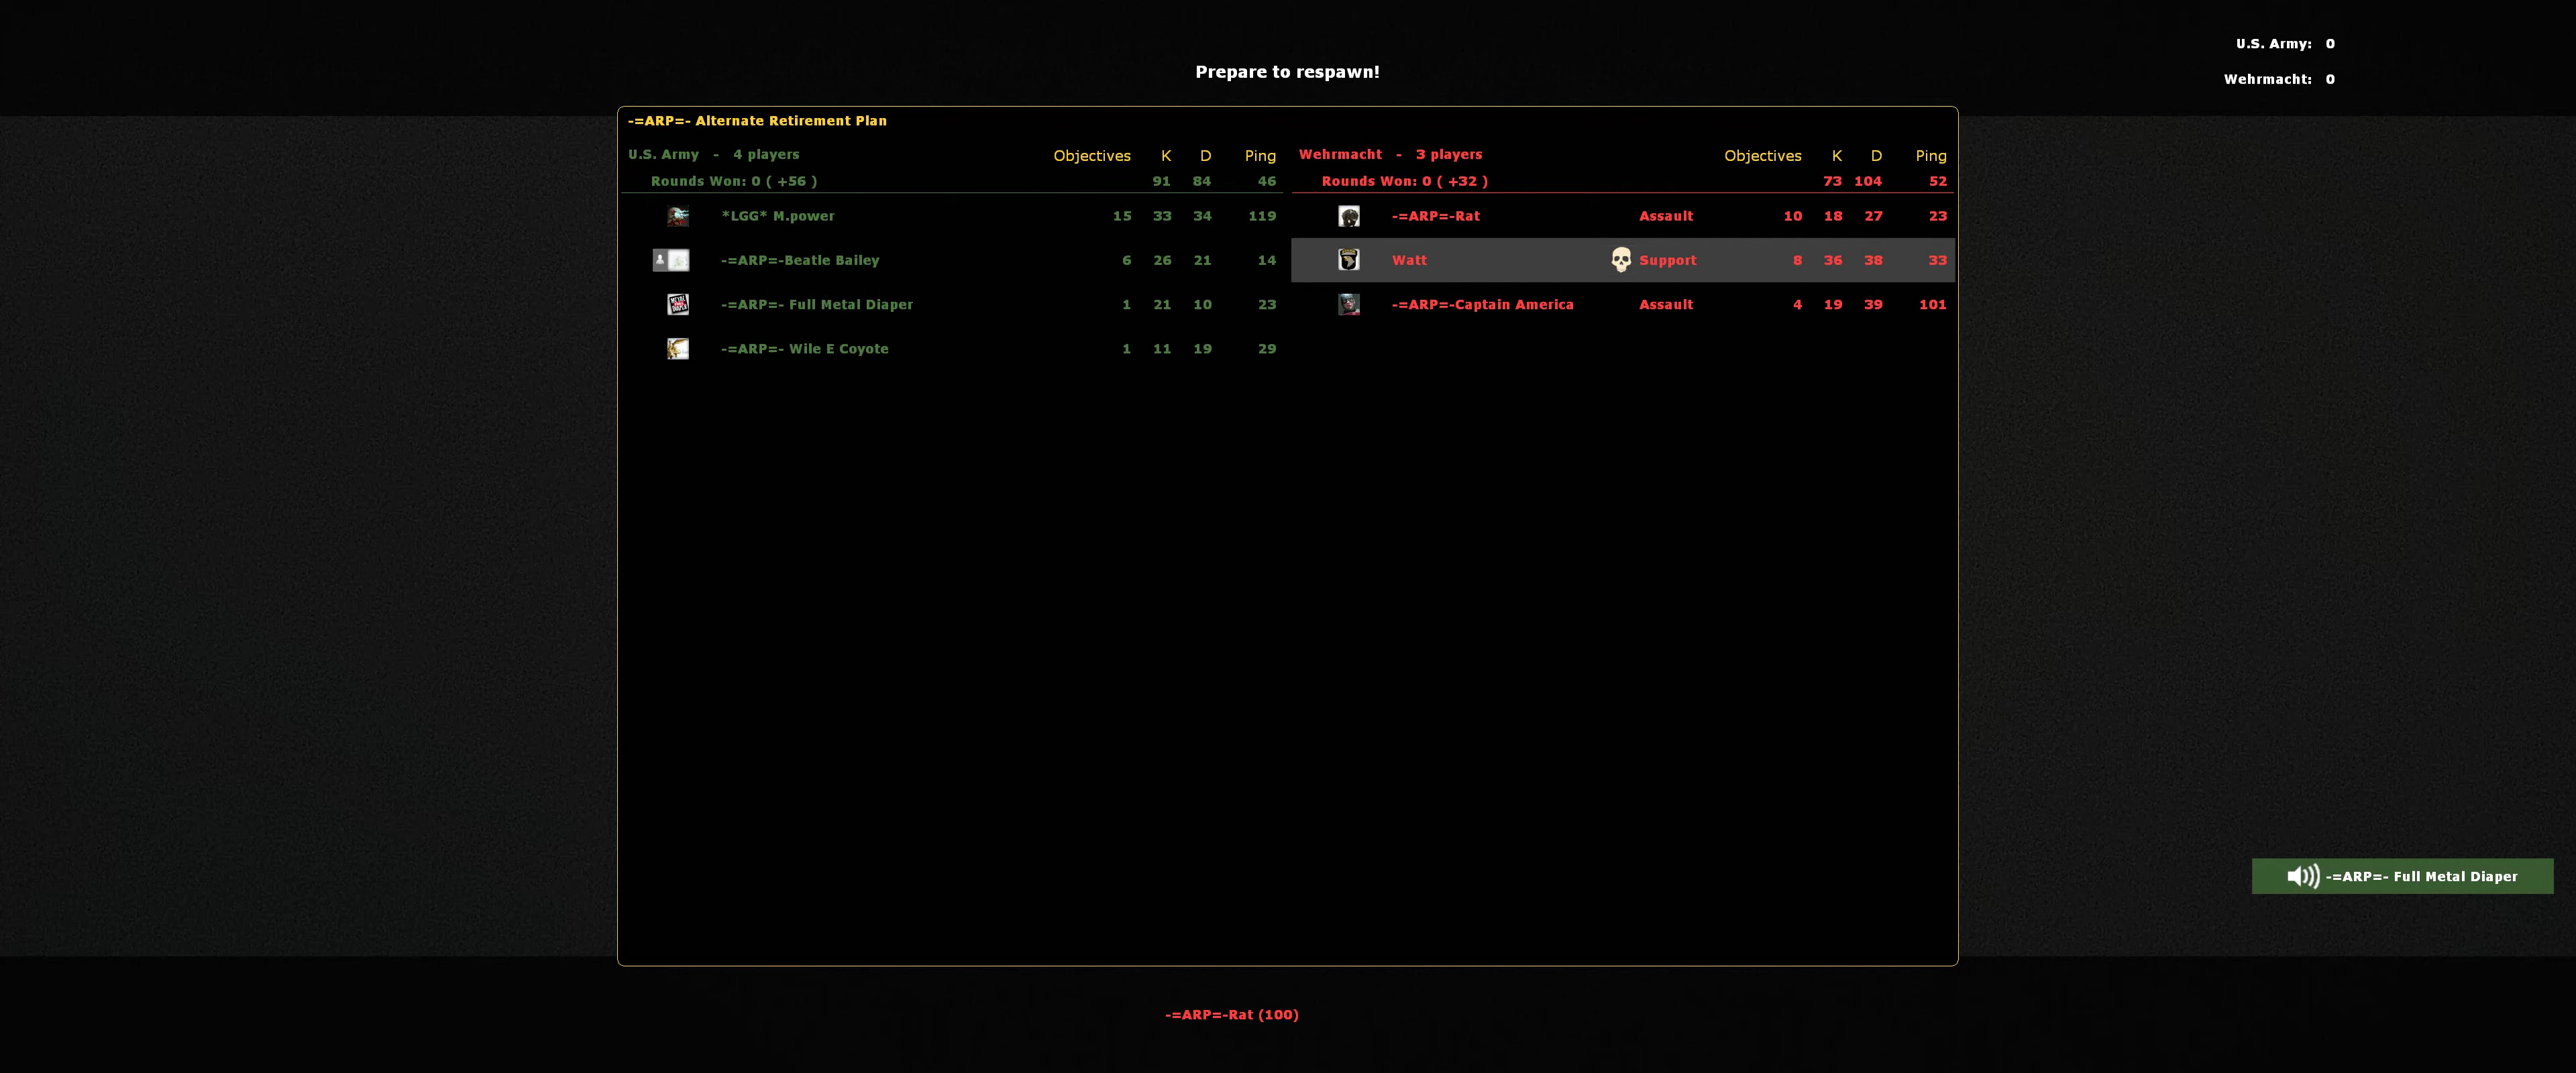 U.S. Army: 0
Prepare to respawn!
Wehrmacht: 0
-=ARP=- Alternate Retirement Plan
U.S. Army - 4 players Objectives K D Ping
Rounds Won: 0 ( +56 ) 91 84 46
*LGG* M.power 15 33 34 119
-=ARP=-Beatle Bailey 6 26 21 14
-=ARP=- Full Metal Diaper 1 21 10 23
-=ARP=- Wile E Coyote 1 11 19 29
Wehrmacht - 3 players Objectives K D Ping
Rounds Won: 0 ( +32 ) 73 104 52
-=ARP=-Rat Assault 10 18 27 23
Watt Support 8 36 38 33
-=ARP=-Captain America Assault 4 19 39 101
-=ARP=- Full Metal Diaper
-=ARP=-Rat (100)